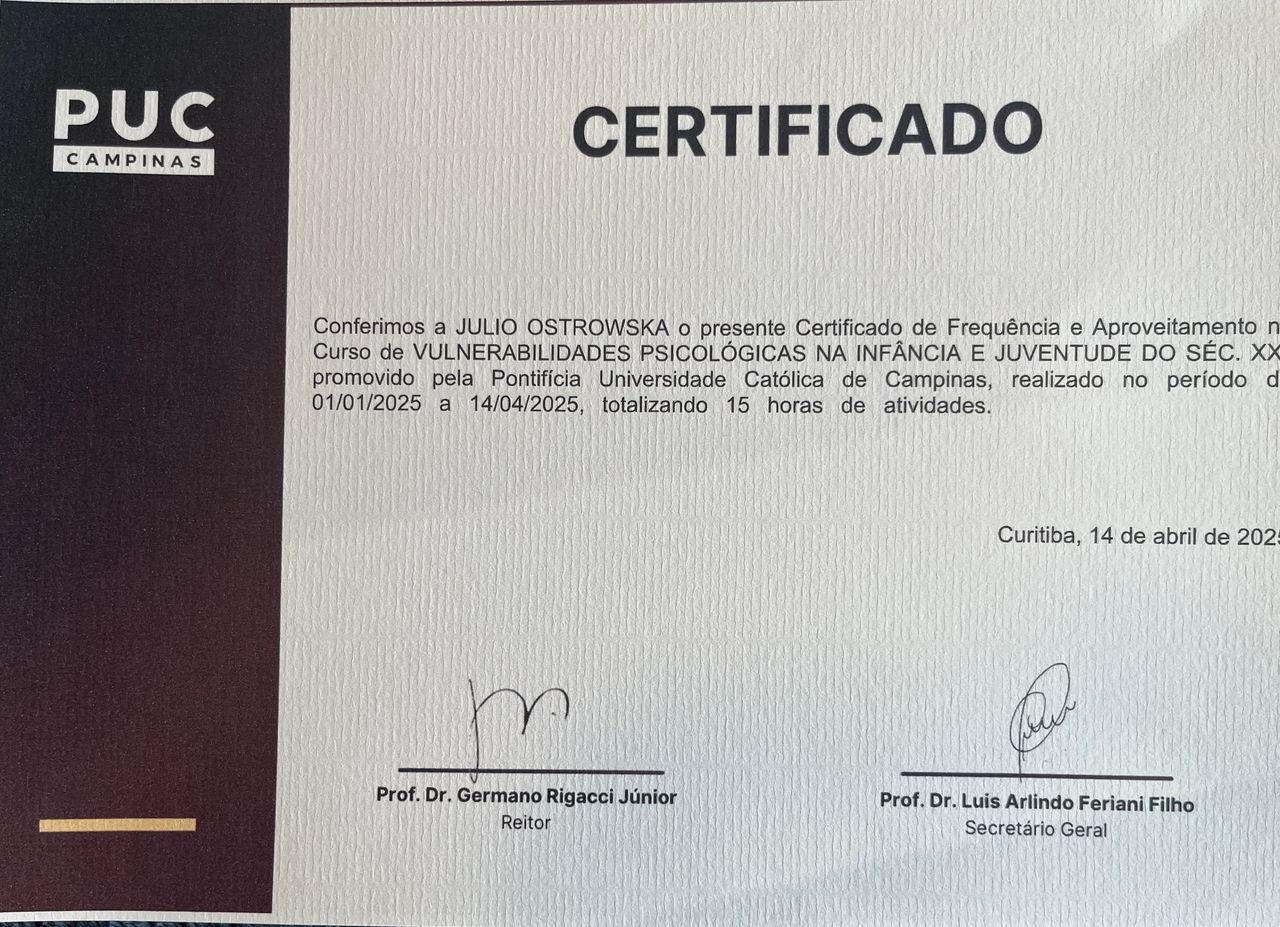 PUC
CAMPINAS
CERTIFICADO
Conferimos a JULIO OSTROWSKA o presente Certificado de Frequência e Aproveitamento n
Curso de VULNERABILIDADES PSICOLÓGICAS NA INFÂNCIA E JUVENTUDE DO SÉC. XX
promovido pela Pontifícia Universidade Católica de Campinas, realizado no período d
01/01/2025 a 14/04/2025, totalizando 15 horas de atividades.
Curitiba, 14 de abril de 2025
Prof. Dr. Germano Rigacci Júnior
Reitor
Prof. Dr. Luis Arlindo Feriani Filho
Secretário Geral